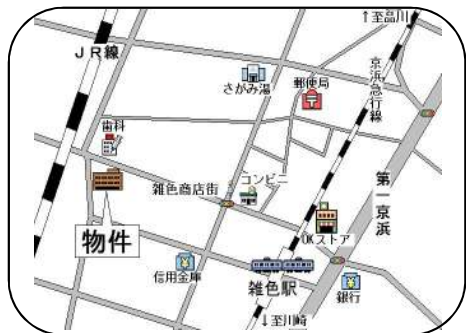 ↑至品川
JR線
京浜急行線
さがみ湯
郵便局
歯科
コンビニ
雑色商店街
第一京浜
物件
OKストア
信用金庫
雑色駅
銀行
↓至川崎